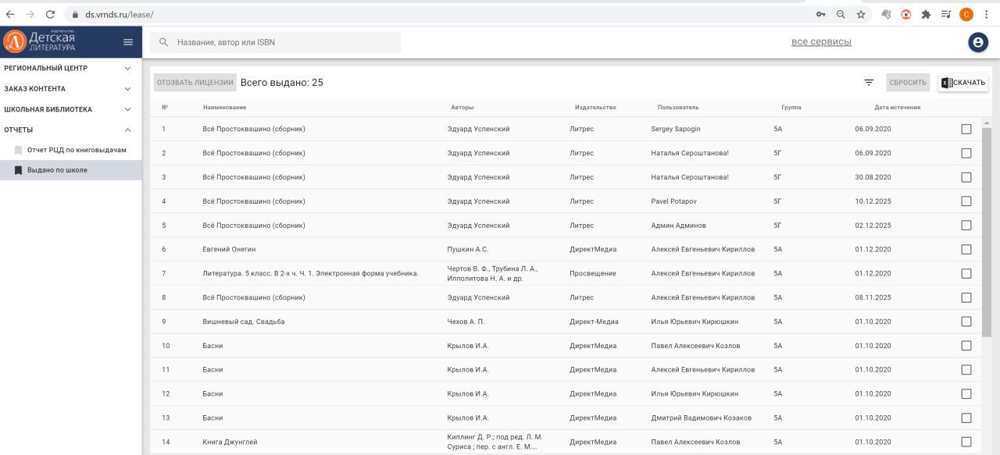 ds.vrnds.ru/lease/
С
ИЗДАТЕЛЬСТВО
Детская
ЛИТЕРАТУРА
Название, автор или ISBN
все сервисы
РЕГИОНАЛЬНЫЙ ЦЕНТР
ЗАКАЗ КОНТЕНТА
ШКОЛЬНАЯ БИБЛИОТЕКА
ОТЧЕТЫ
Отчет РЦД по книговыдачам
Выдано по школе
ОТОЗВАТЬ ЛИЦЕНЗИИ Всего выдано: 25 СБРОСИТЬ СКАЧАТЬ
№ Наименование Авторы Издательство Пользователь Группа Дата истечения
1 Всё Простоквашино (сборник) Эдуард Успенский Литрес Sergey Sapogin 5А 06.09.2020
2 Всё Простоквашино (сборник) Эдуард Успенский Литрес Наталья Сероштанова! 5Г 06.09.2020
3 Всё Простоквашино (сборник) Эдуард Успенский Литрес Наталья Сероштанова! 5Г 30.08.2020
4 Всё Простоквашино (сборник) Эдуард Успенский Литрес Pavel Potapov 5Г 10.12.2025
5 Всё Простоквашино (сборник) Эдуард Успенский Литрес Админ Админов 5Г 02.12.2025
6 Евгений Онегин Пушкин А.С. ДиректМедиа Алексей Евгеньевич Кириллов 5А 01.12.2020
7 Литература. 5 класс. В 2-х ч. Ч. 1. Электронная форма учебника. Чертов В. Ф., Трубина Л. А., Просвещение Алексей Евгеньевич Кириллов 5А 01.12.2020
Ипполитова Н. А. и др.
8 Всё Простоквашино (сборник) Эдуард Успенский Литрес Алексей Евгеньевич Кириллов 5А 08.11.2025
9 Вишневый сад. Свадьба Чехов А. П. Директ-Медиа Илья Юрьевич Кирюшкин 5А 01.10.2020
10 Басни Крылов И.А. ДиректМедиа Павел Алексеевич Козлов 5А 01.10.2020
11 Басни Крылов И.А. ДиректМедиа Алексей Евгеньевич Кириллов 5А 01.10.2020
12 Басни Крылов И.А. ДиректМедиа Илья Юрьевич Кирюшкин 5А 01.10.2020
13 Басни Крылов И.А. ДиректМедиа Дмитрий Вадимович Козаков 5А 01.10.2020
14 Книга Джунглей Киплинг Д. Р.; под ред. Л. М. ДиректМедиа Павел Алексеевич Козлов 5А 01.10.2020
Суриса ; пер. с англ. Е. М....